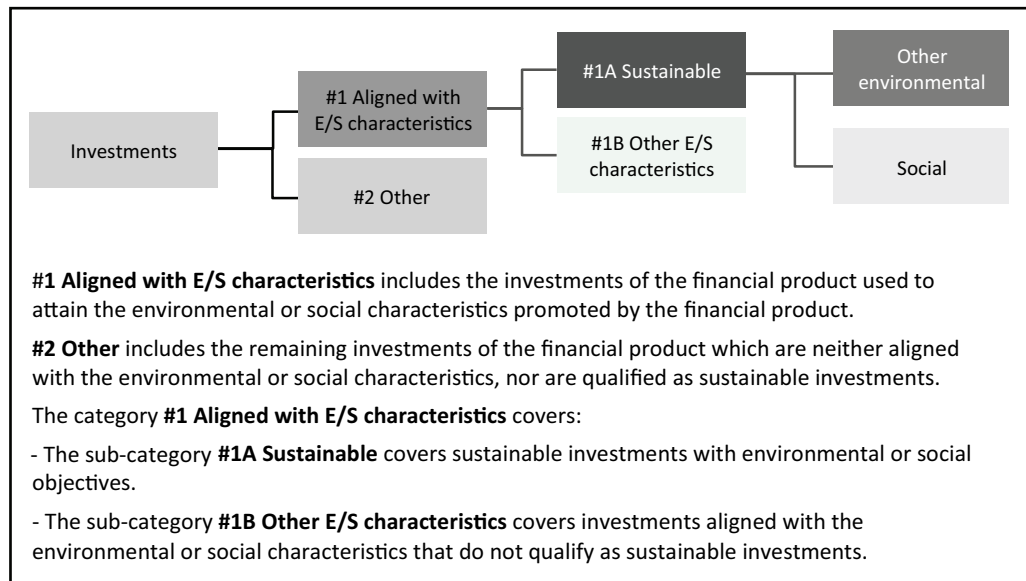 Investments
#1 Aligned with
E/S characteristics
#2 Other
#1A Sustainable
#1B Other E/S
characteristics
Other
environmental
Social
#1 Aligned with E/S characteristics includes the investments of the financial product used to
attain the environmental or social characteristics promoted by the financial product.
#2 Other includes the remaining investments of the financial product which are neither aligned
with the environmental or social characteristics, nor are qualified as sustainable investments.
The category #1 Aligned with E/S characteristics covers:
- The sub-category #1A Sustainable covers sustainable investments with environmental or social
objectives.
- The sub-category #1B Other E/S characteristics covers investments aligned with the
environmental or social characteristics that do not qualify as sustainable investments.